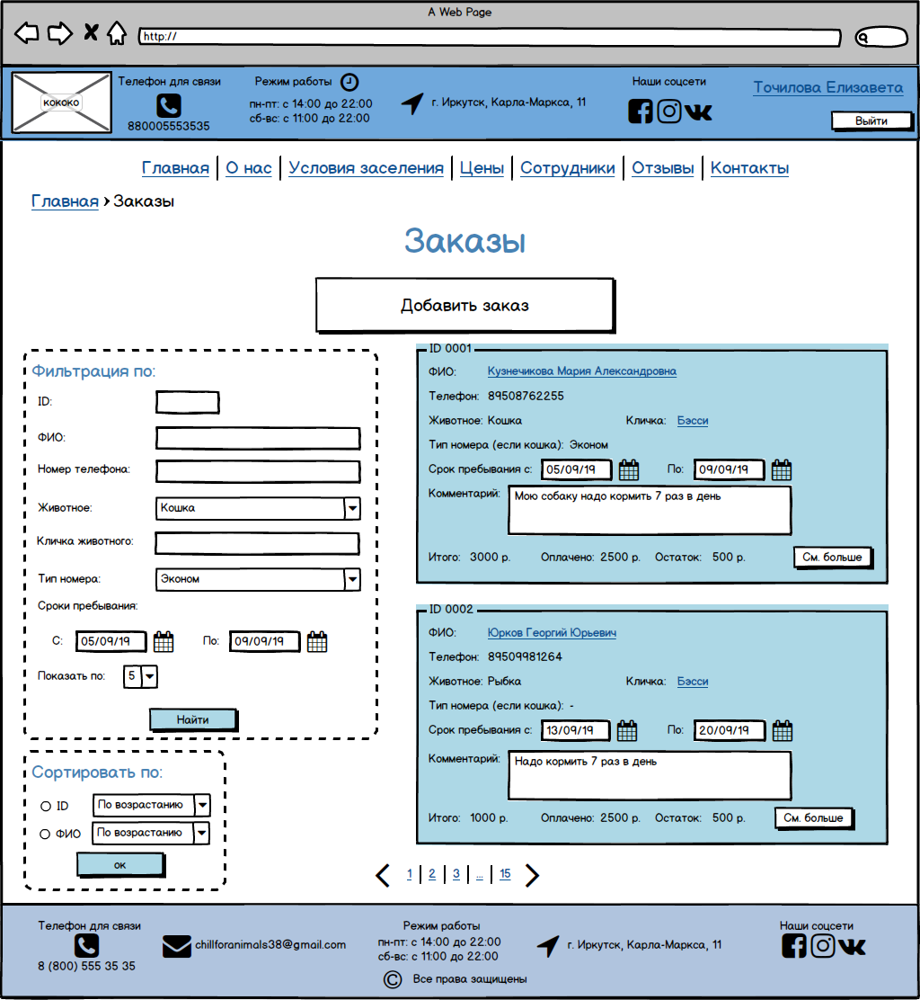 A Web Page
http://
кококо
Телефон для связи
880005553535
Режим работы
пн-пт: с 14:00 до 22:00
сб-вс: с 11:00 до 22:00
г. Иркутск, Карла-Маркса, 11
Наши соцсети
Точилова Елизавета
Выйти
Главная О нас Условия заселения Цены Сотрудники Отзывы Контакты
Главная > Заказы
Заказы
Добавить заказ
Фильтрация по:
ID:
ФИО:
Номер телефона:
Животное: Кошка
Кличка животного:
Тип номера: Эконом
Сроки пребывания:
С: 05/09/19 По: 09/09/19
Показать по: 5
Найти
Сортировать по:
ID По возрастанию
ФИО По возрастанию
ок
ID 0001
ФИО: Кузнечикова Мария Александровна
Телефон: 89508762255
Животное: Кошка Кличка: Бэсси
Тип номера (если кошка): Эконом
Срок пребывания с: 05/09/19 По: 09/09/19
Комментарий: Мою собаку надо кормить 7 раз в день
Итого: 3000 р. Оплачено: 2500 р. Остаток: 500 р. См. больше
ID 0002
ФИО: Юрков Георгий Юрьевич
Телефон: 89509981264
Животное: Рыбка Кличка: Бэсси
Тип номера (если кошка): -
Срок пребывания с: 13/09/19 По: 20/09/19
Комментарий: Надо кормить 7 раз в день
Итого: 1000 р. Оплачено: 2500 р. Остаток: 500 р. См. больше
1 2 3 ... 15
Телефон для связи
8 (800) 555 35 35
chillforanimals38@gmail.com
Режим работы
пн-пт: с 14:00 до 22:00
сб-вс: с 11:00 до 22:00
© Все права защищены
г. Иркутск, Карла-Маркса, 11
Наши соцсети